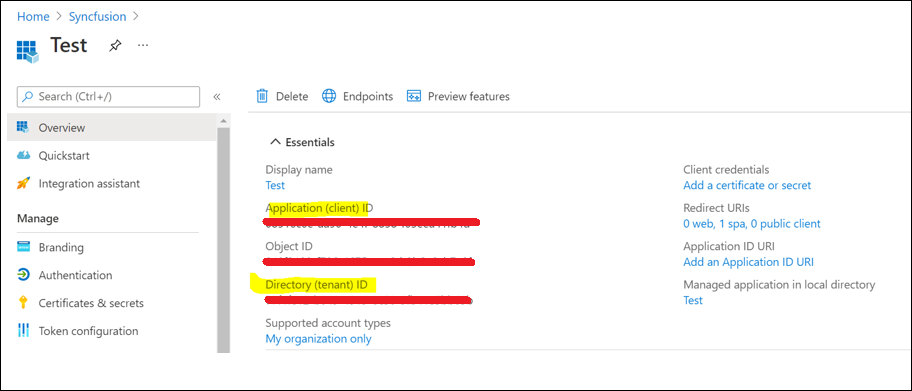 Home > Syncfusion >
Test
...
Search (Ctrl+/)
«
Overview
Quickstart
Integration assistant
Manage
Branding
Authentication
Certificates & secrets
Token configuration
Delete
Endpoints
Preview features
Essentials
Display name
Test
Application (client) ID
Object ID
Directory (tenant) ID
Supported account types
My organization only
Client credentials
Add a certificate or secret
Redirect URIs
0 web, 1 spa, 0 public client
Application ID URI
Add an Application ID URI
Managed application in local directory
Test